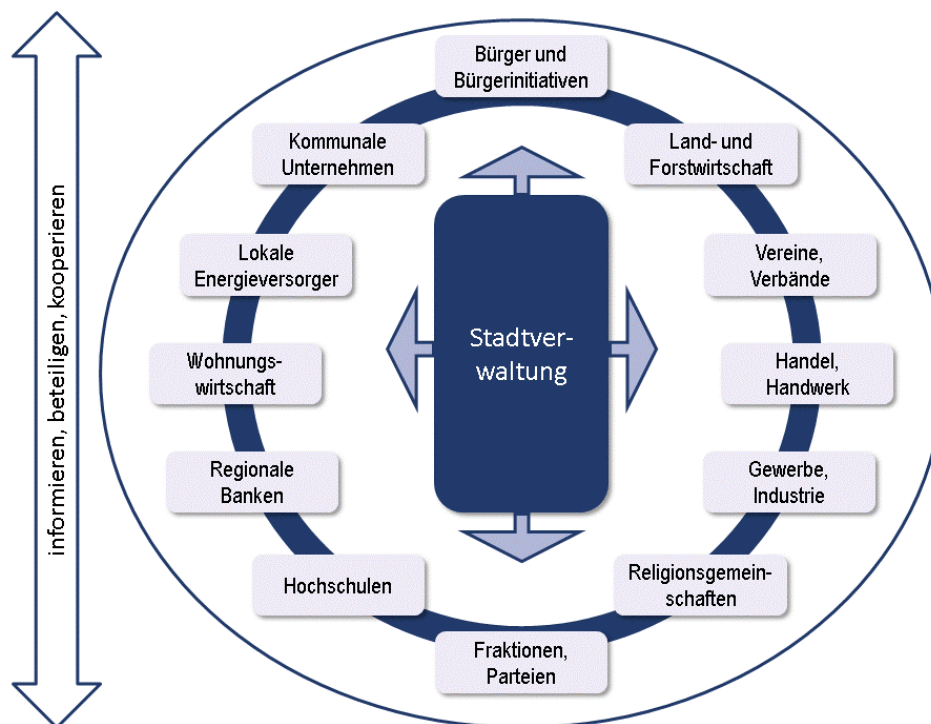 informieren, beteiligen, kooperieren
Bürger und
Bürgerinitiativen
Kommunale
Unternehmen
Land- und
Forstwirtschaft
Lokale
Energieversorger
Vereine,
Verbände
Stadtver-
waltung
Wohnungs-
wirtschaft
Handel,
Handwerk
Regionale
Banken
Gewerbe,
Industrie
Hochschulen
Religionsgemein-
schaften
Fraktionen,
Parteien